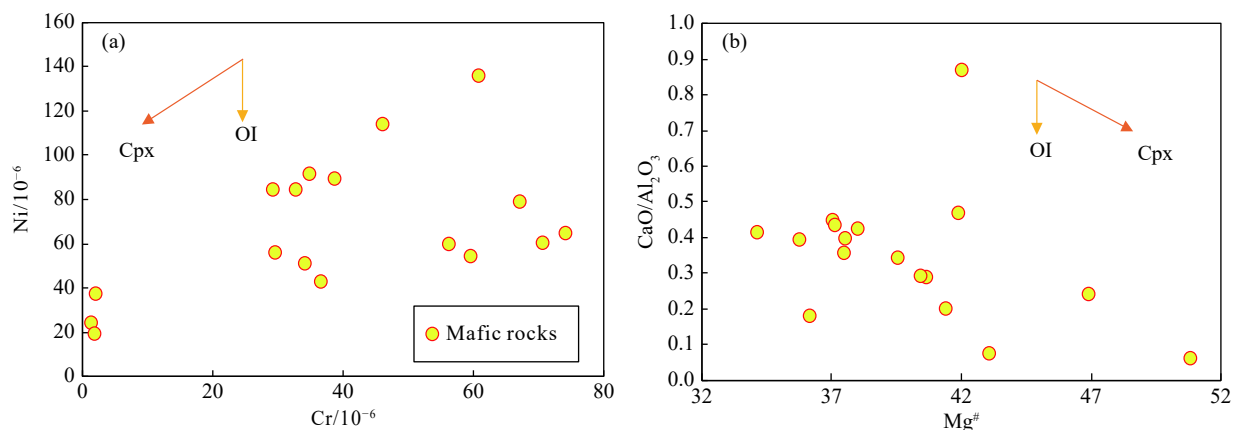 (a)
160
140
120
100
80
60
40
20
0
Ni/10⁻⁶
Cpx
OI
Mafic rocks
0 20 40 60 80
Cr/10⁻⁶
(b)
1.0
0.9
0.8
0.7
0.6
0.5
0.4
0.3
0.2
0.1
0.0
CaO/Al₂O₃
OI
Cpx
32 37 42 47 52
Mg#